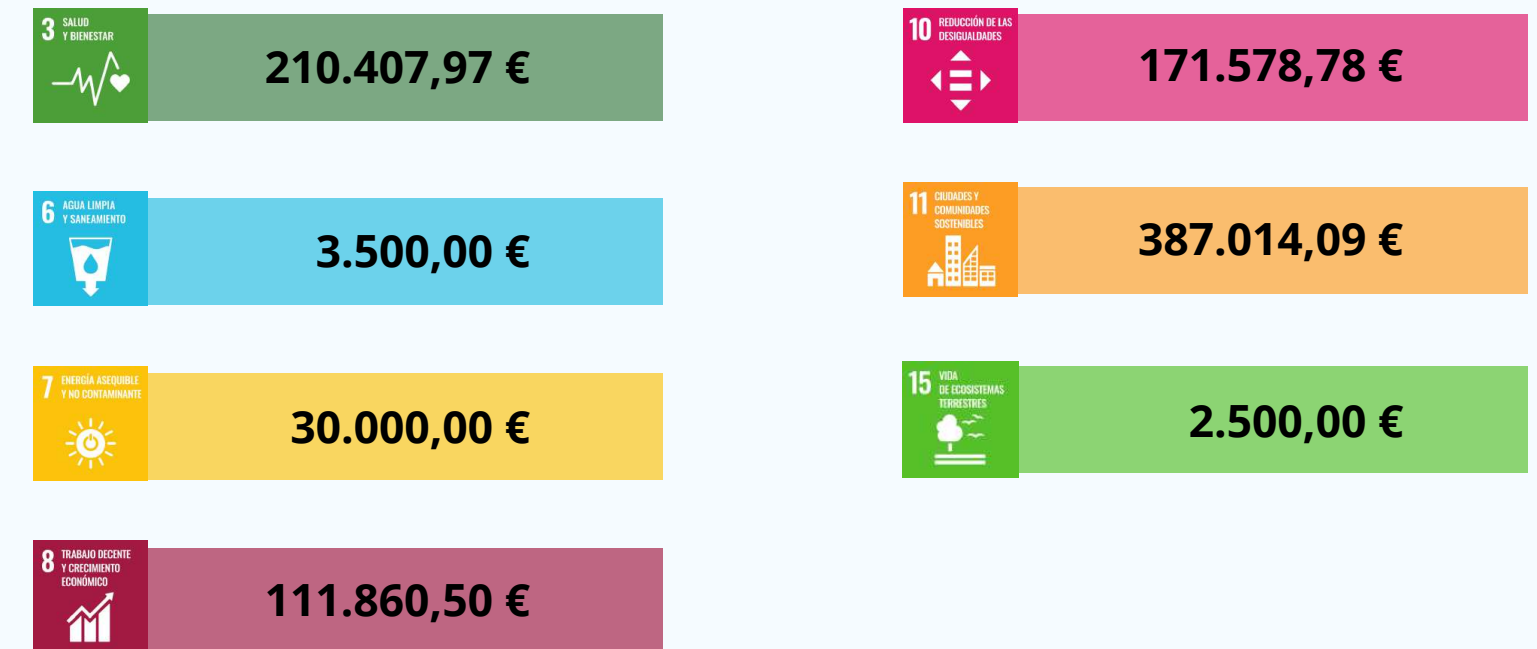 3 SALUD
Y BIENESTAR
210.407,97 €
6 AGUA LIMPIA
Y SANEAMIENTO
3.500,00 €
7 ENERGÍA ASEQUIBLE
Y NO CONTAMINANTE
30.000,00 €
8 TRABAJO DECENTE
Y CRECIMIENTO
ECONÓMICO
111.860,50 €
10 REDUCCIÓN DE LAS
DESIGUALDADES
171.578,78 €
11 CIUDADES Y
COMUNIDADES
SOSTENIBLES
387.014,09 €
15 VIDA
DE ECOSISTEMAS
TERRESTRES
2.500,00 €